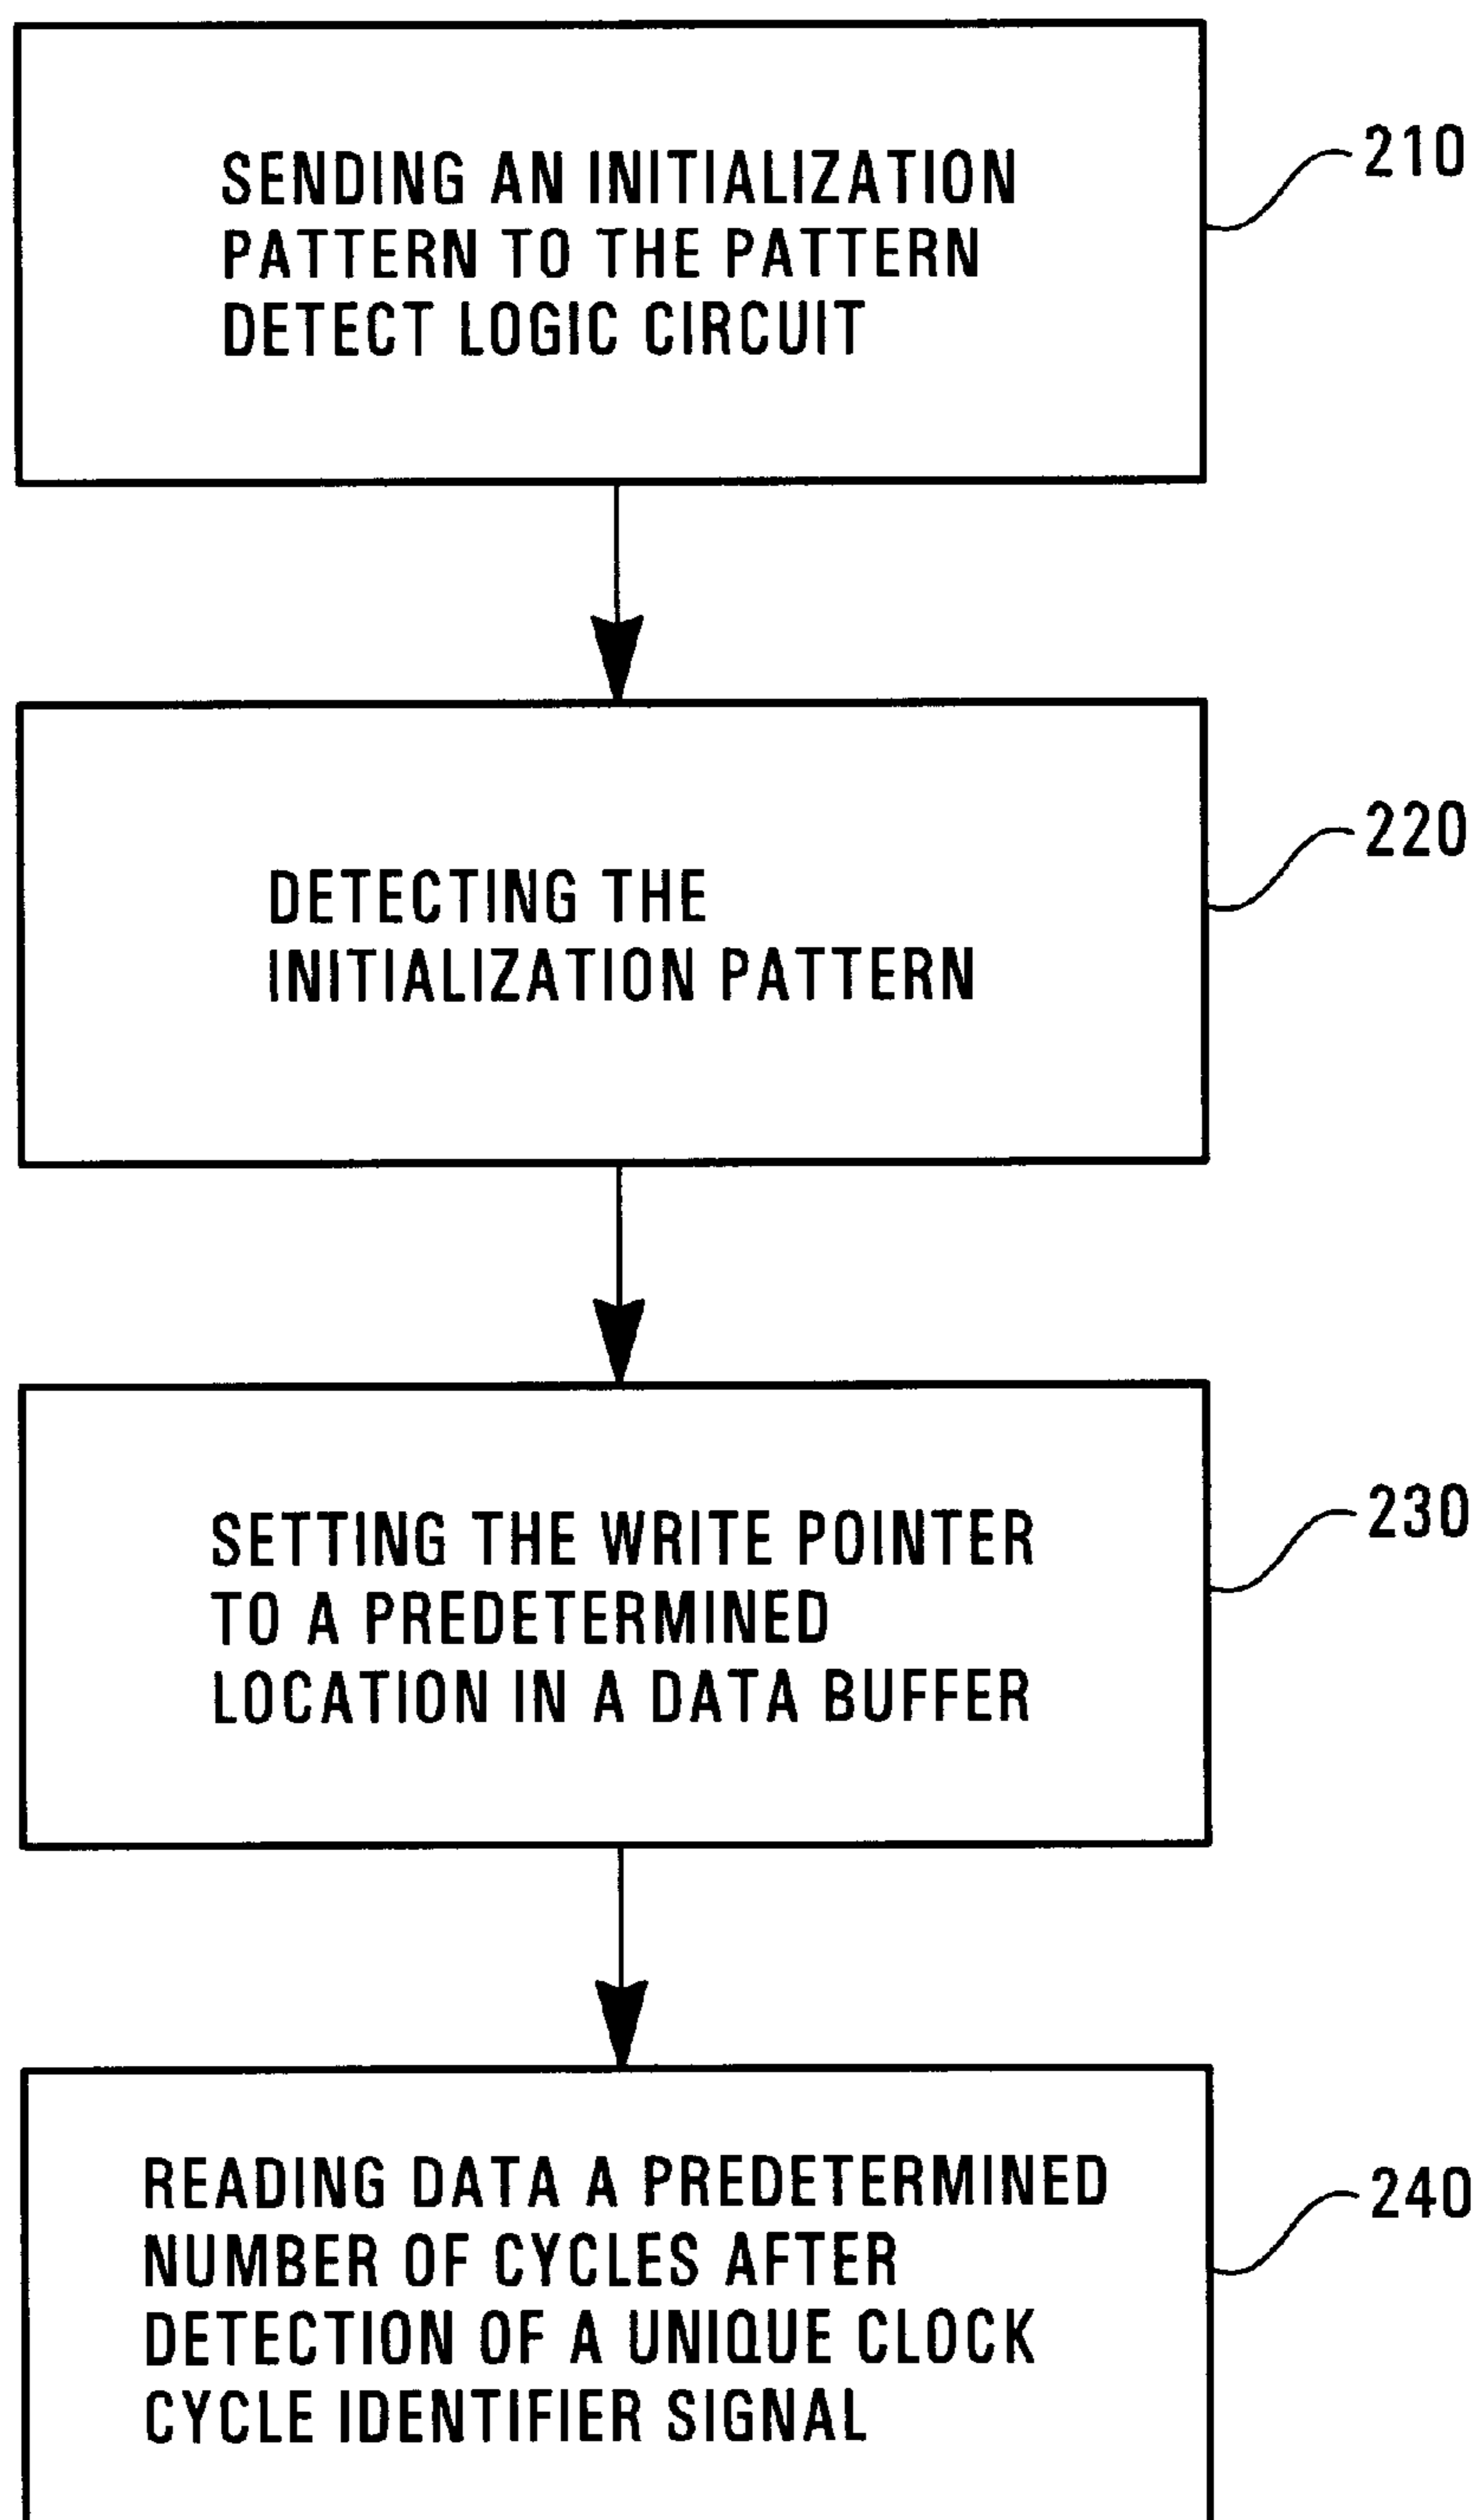 SENDING AN INITIALIZATION
PATTERN TO THE PATTERN
DETECT LOGIC CIRCUIT
210
DETECTING THE
INITIALIZATION PATTERN
220
SETTING THE WRITE POINTER
TO A PREDETERMINED
LOCATION IN A DATA BUFFER
230
READING DATA A PREDETERMINED
NUMBER OF CYCLES AFTER
DETECTION OF A UNIQUE CLOCK
CYCLE IDENTIFIER SIGNAL
240